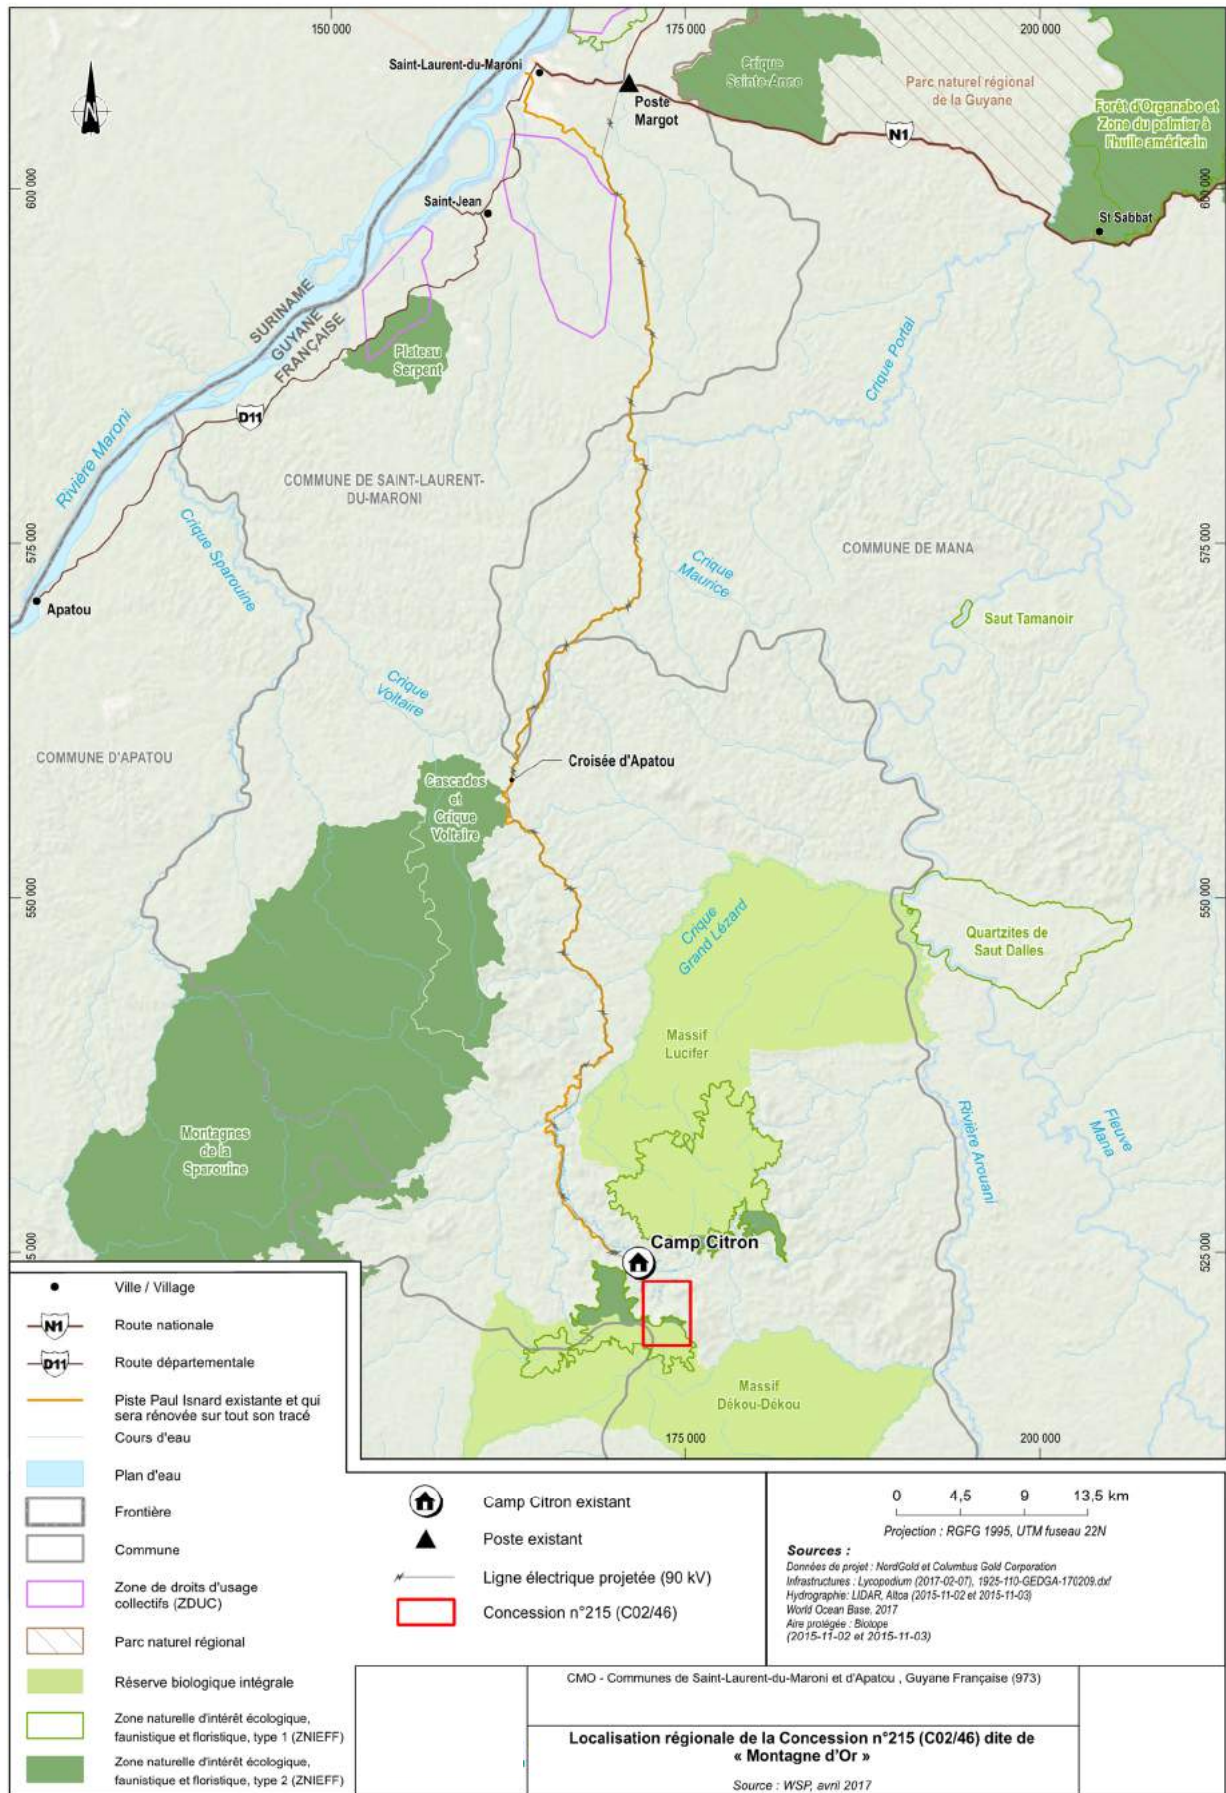 150 000
175 000
200 000
Saint-Laurent-du-Maroni
Poste
Margot
Crique
Sainte-Anne
Parc naturel régional
de la Guyane
Forêt d'Organabo et
Zone du palmier à
l'huile américain
N1
N
600 000
600 000
Saint-Jean
St Sabbat
SURINAME
GUYANE
FRANÇAISE
Plateau
Serpent
Crique Portal
D11
Rivière Maroni
COMMUNE DE SAINT-LAURENT-
DU-MARONI
Crique Sparouine
575 000
575 000
COMMUNE DE MANA
Crique
Maurice
Apatou
Saut Tamanoir
Crique
Voltaire
COMMUNE D'APATOU
Croisée d'Apatou
Cascades
et
Crique
Voltaire
550 000
550 000
Crique
Grand Lézard
Quartzites de
Saut Dalles
Massif
Lucifer
Montagnes
de la
Sparouine
Rivière Arouani
Fleuve
Mana
5 000
525 000
Camp Citron
Massif
Dékou-Dékou
175 000
200 000
Ville / Village
N1
Route nationale
D11
Route départementale
Piste Paul Isnard existante et qui
sera rénovée sur tout son tracé
Cours d'eau
Plan d'eau
Frontière
Commune
Zone de droits d'usage
collectifs (ZDUC)
Parc naturel régional
Réserve biologique intégrale
Zone naturelle d'intérêt écologique,
faunistique et floristique, type 1 (ZNIEFF)
Zone naturelle d'intérêt écologique,
faunistique et floristique, type 2 (ZNIEFF)
Camp Citron existant
Poste existant
Ligne électrique projetée (90 kV)
Concession n°215 (C02/46)
0 4,5 9 13,5 km
Projection : RGFG 1995, UTM fuseau 22N
Sources :
Données de projet : NordGold et Columbus Gold Corporation
Infrastructures : Lycopodium (2017-02-07), 1925-110-GEDGA-170209.dxf
Hydrographie: LIDAR, Altoa (2015-11-02 et 2015-11-03)
World Ocean Base, 2017
Aire protégée : Biotope
(2015-11-02 et 2015-11-03)
CMO - Communes de Saint-Laurent-du-Maroni et d'Apatou , Guyane Française (973)
Localisation régionale de la Concession n°215 (C02/46) dite de
« Montagne d'Or »
Source : WSP, avril 2017